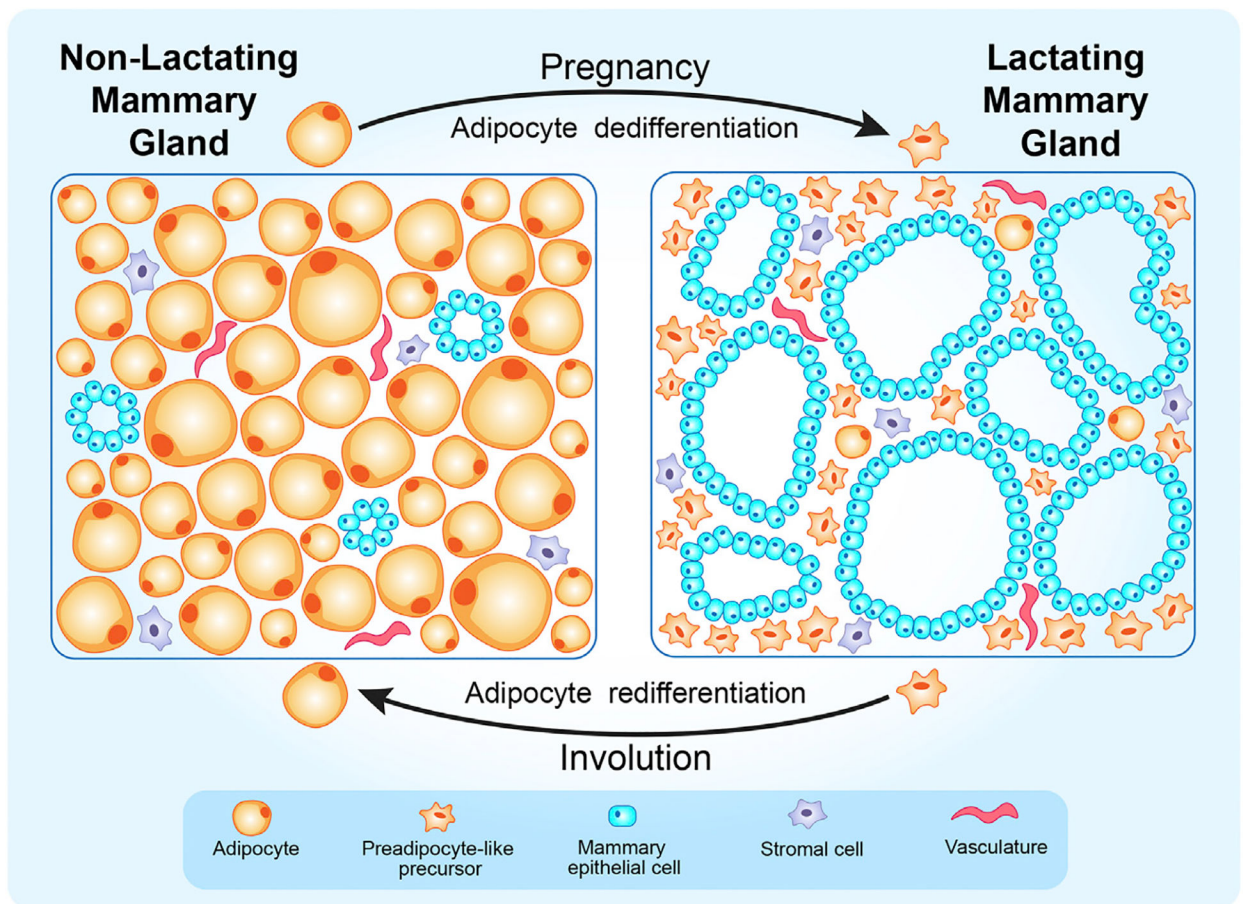 Non-Lactating
Mammary
Gland
Pregnancy
Adipocyte dedifferentiation
Lactating
Mammary
Gland
Adipocyte redifferentiation
Involution
Adipocyte
Preadipocyte-like
precursor
Mammary
epithelial cell
Stromal cell
Vasculature